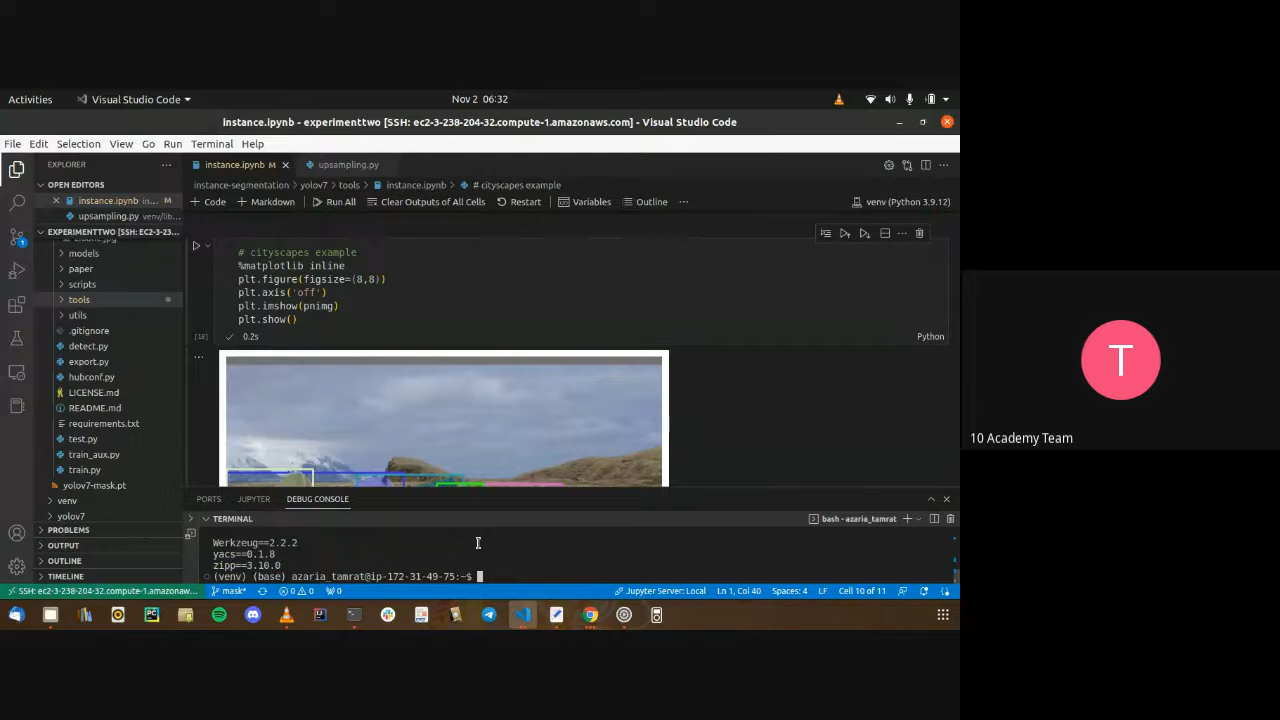 Activities
Visual Studio Code
Nov 2 06:32
instance.ipynb - experimenttwo [SSH: ec2-3-238-204-32.compute-1.amazonaws.com] - Visual Studio Code
File Edit Selection View Go Run Terminal Help
EXPLORER
instance.ipynb M
upsampling.py
OPEN EDITORS
instance-segmentation > yolov7 > tools > instance.ipynb > # cityscapes example
instance.ipynb in... M
+ Code + Markdown Run All Clear Outputs of All Cells Restart Variables Outline ... venv (Python 3.9.12)
upsampling.py venv/lib...
EXPERIMENTTWO [SSH: EC2-3-23...
models
paper
scripts
tools
utils
.gitignore
detect.py
export.py
hubconf.py
LICENSE.md
README.md
requirements.txt
test.py
train_aux.py
train.py
yolov7-mask.pt
venv
yolov7
PROBLEMS
OUTPUT
OUTLINE
TIMELINE
# cityscapes example
%matplotlib inline
plt.figure(figsize=(8,8))
plt.axis('off')
plt.imshow(pnimg)
plt.show()
[10] 0.2s Python
PORTS JUPYTER DEBUG CONSOLE
TERMINAL
bash - azaria_tamrat
Werkzeug==2.2.2
yacs==0.1.8
zipp==3.10.0
(venv) (base) azaria_tamrat@ip-172-31-49-75:~$
SSH: ec2-3-238-204-32.compute-1.amazonaw... mask* 0 0 0 Jupyter Server: Local Ln 1, Col 40 Spaces: 4 LF Cell 10 of 11
T
10 Academy Team